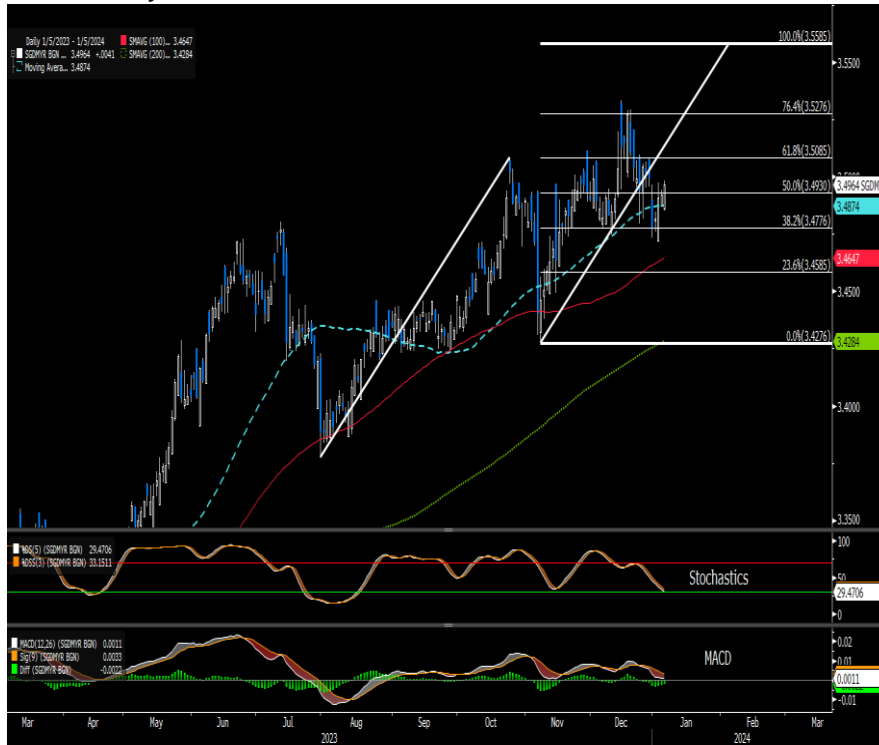 Daily 1/5/2023 - 1/5/2024
SMAVG (100)... 3.4647
SGDMYR BGN ... 3.4964 +.0041
SMAVG (200)... 3.4284
Moving Avera... 3.4874
100.0%(3.5585)
3.5500
76.4%(3.5276)
61.8%(3.5085)
3.4964 SGDM
50.0%(3.4930)
3.4874
38.2%(3.4776)
3.4647
23.6%(3.4585)
3.4500
0.0%(3.4276)
3.4284
3.4000
3.3500
%DS(5) (SGDMYR BGN) 29.4706
%DSS(3) (SGDMYR BGN) 33.1511
100
Stochastics
50
29.4706
0
MACD(12,26) (SGDMYR BGN) 0.0011
Sig(9) (SGDMYR BGN) 0.0033
Diff (SGDMYR BGN) -0.0022
0.02
MACD
0.01
0.0011
-0.01
Mar Apr May Jun Jul Aug Sep Oct Nov Dec Jan Feb Mar
2023 2024